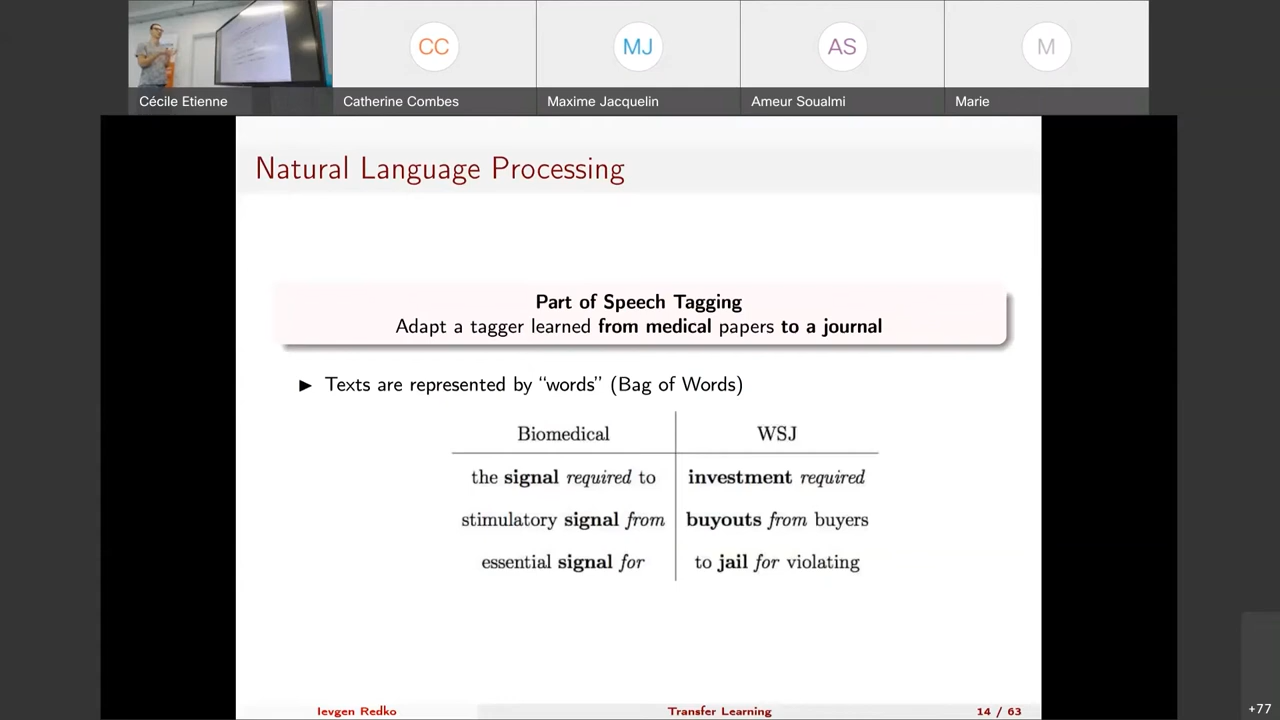 CC
MJ
AS
M
Cécile Etienne
Catherine Combes
Maxime Jacquelin
Ameur Soualmi
Marie
Natural Language Processing
Part of Speech Tagging
Adapt a tagger learned from medical papers to a journal
► Texts are represented by “words” (Bag of Words)
Biomedical WSJ
the signal required to investment required
stimulatory signal from buyouts from buyers
essential signal for to jail for violating
Ievgen Redko Transfer Learning 14 / 63
+77